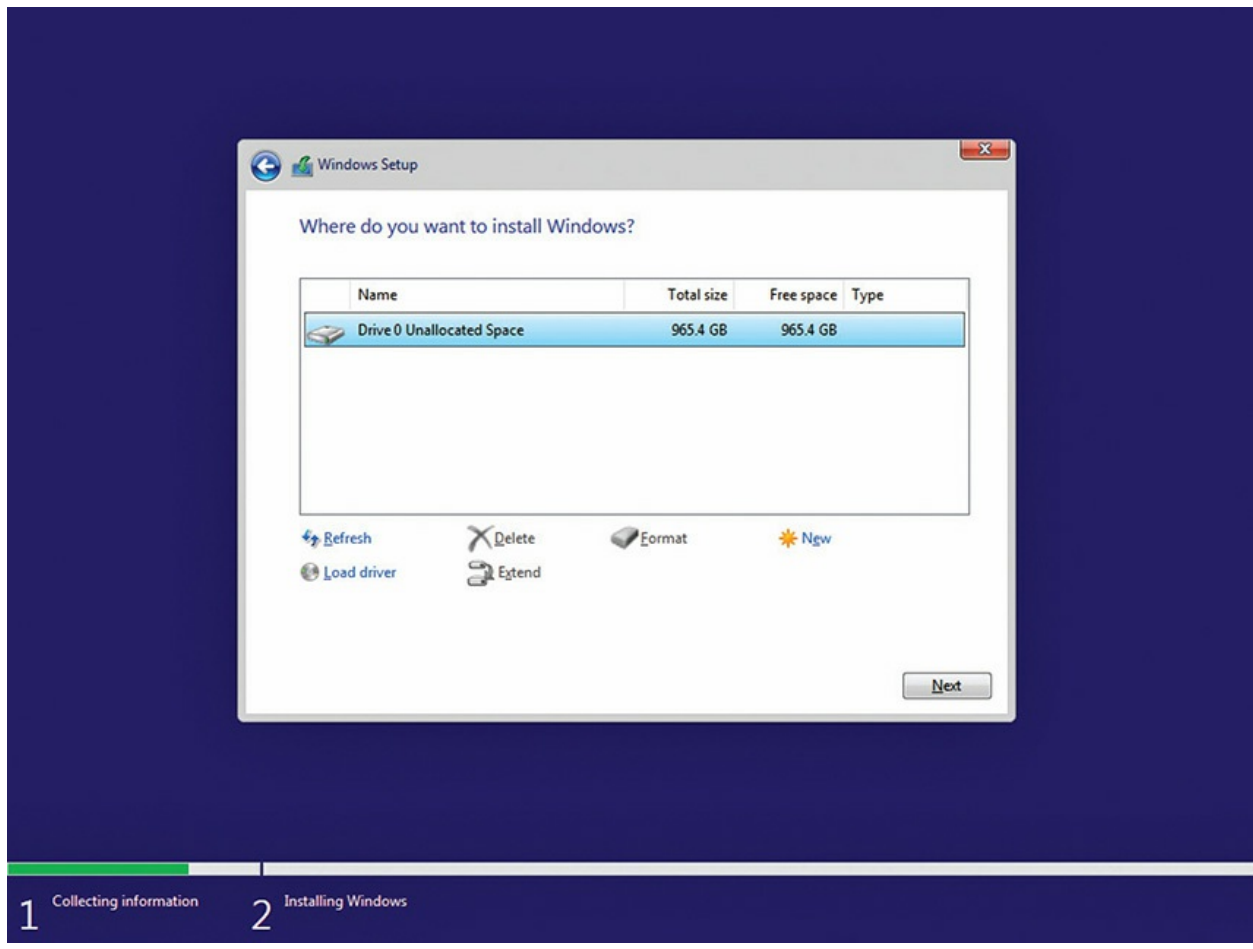 Windows Setup
Where do you want to install Windows?
Name Total size Free space Type
Drive 0 Unallocated Space 965.4 GB 965.4 GB
Refresh Delete Format New
Load driver Extend
Next
1 Collecting information 2 Installing Windows